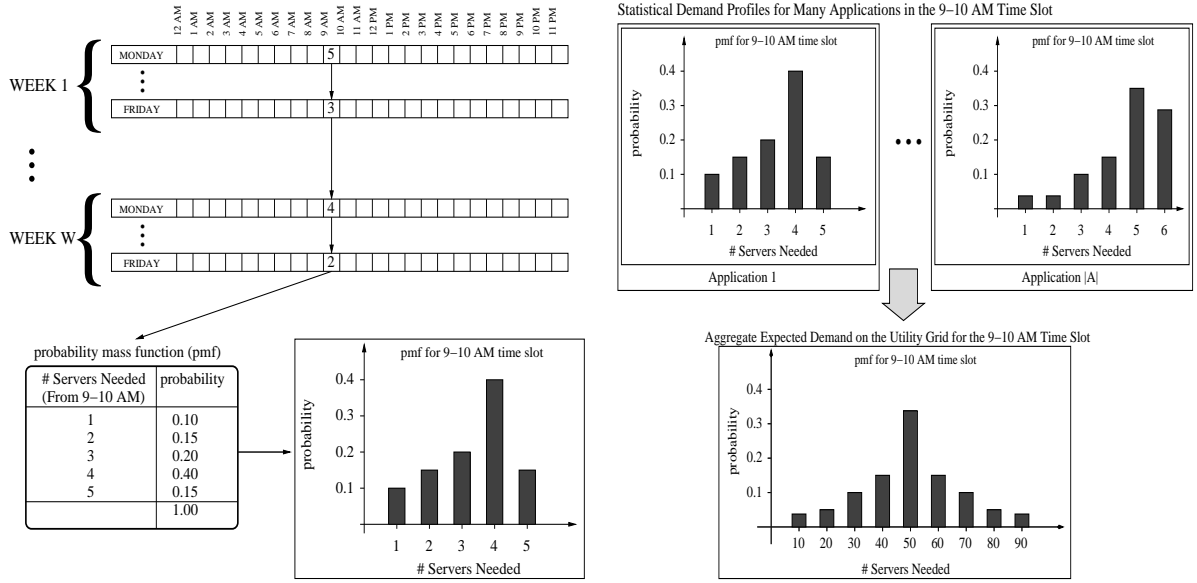 12 AM
1 AM
2 AM
3 AM
4 AM
5 AM
6 AM
7 AM
8 AM
9 AM
10 AM
11 AM
12 PM
1 PM
2 PM
3 PM
4 PM
5 PM
6 PM
7 PM
8 PM
9 PM
10 PM
11 PM
WEEK 1
MONDAY
5
FRIDAY
3
WEEK W
MONDAY
4
FRIDAY
2
probability mass function (pmf)
# Servers Needed probability
(From 9–10 AM)
1 0.10
2 0.15
3 0.20
4 0.40
5 0.15
1.00
pmf for 9–10 AM time slot
probability
0.4
0.3
0.2
0.1
1 2 3 4 5
# Servers Needed
Statistical Demand Profiles for Many Applications in the 9–10 AM Time Slot
pmf for 9–10 AM time slot
probability
0.4
0.3
0.2
0.1
1 2 3 4 5
# Servers Needed
Application 1
pmf for 9–10 AM time slot
probability
0.4
0.3
0.2
0.1
1 2 3 4 5 6
# Servers Needed
Application |A|
Aggregate Expected Demand on the Utility Grid for the 9–10 AM Time Slot
pmf for 9–10 AM time slot
probability
0.4
0.3
0.2
0.1
10 20 30 40 50 60 70 80 90
# Servers Needed